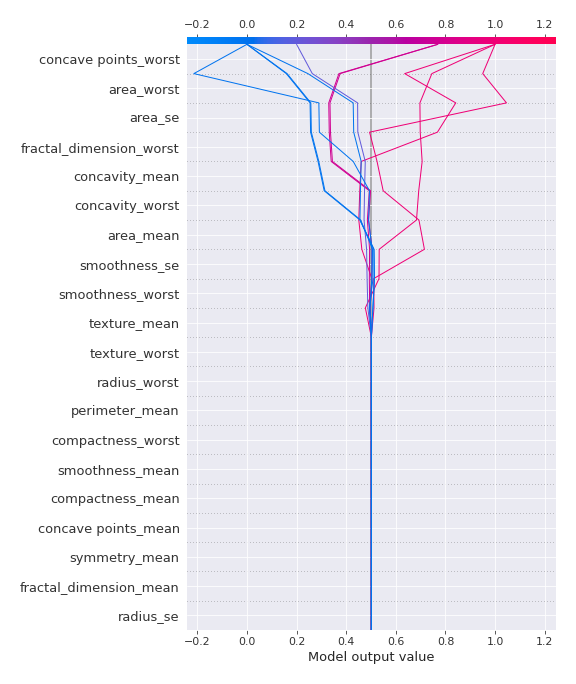 −0.2 0.0 0.2 0.4 0.6 0.8 1.0 1.2
concave points_worst
area_worst
area_se
fractal_dimension_worst
concavity_mean
concavity_worst
area_mean
smoothness_se
smoothness_worst
texture_mean
texture_worst
radius_worst
perimeter_mean
compactness_worst
smoothness_mean
compactness_mean
concave points_mean
symmetry_mean
fractal_dimension_mean
radius_se
−0.2 0.0 0.2 0.4 0.6 0.8 1.0 1.2
Model output value